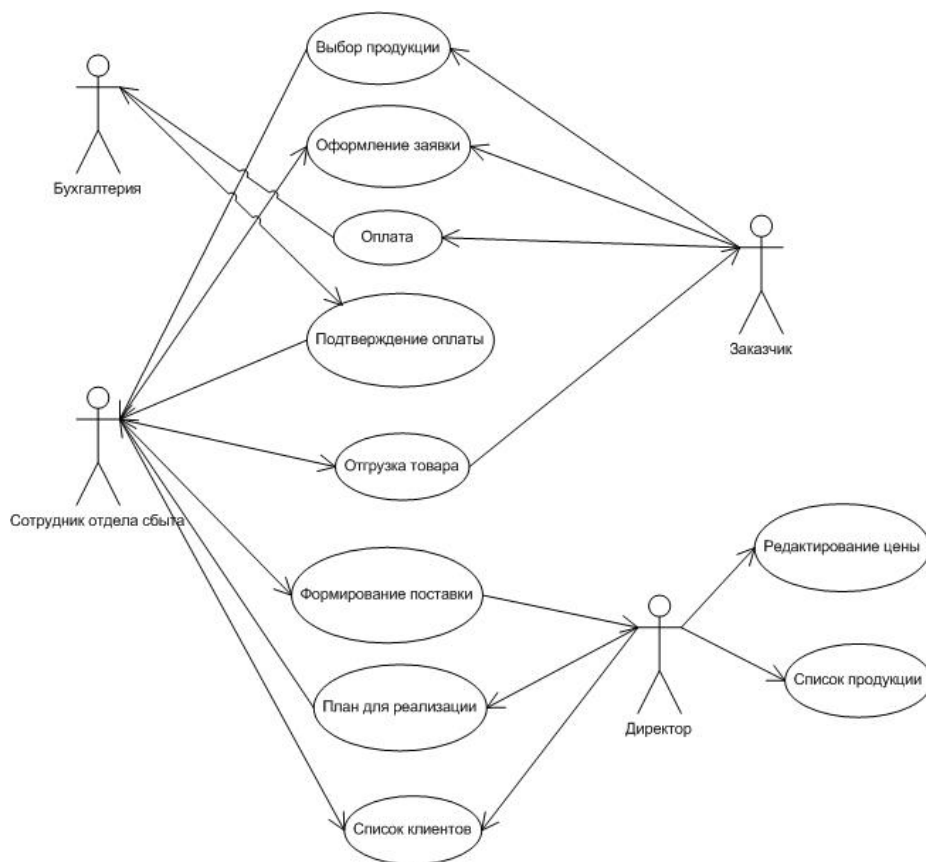 Выбор продукции
Бухгалтерия
Оформление заявки
Оплата
Подтверждение оплаты
Заказчик
Отгрузка товара
Сотрудник отдела сбыта
Редактирование цены
Формирование поставки
Список продукции
План для реализации
Директор
Список клиентов